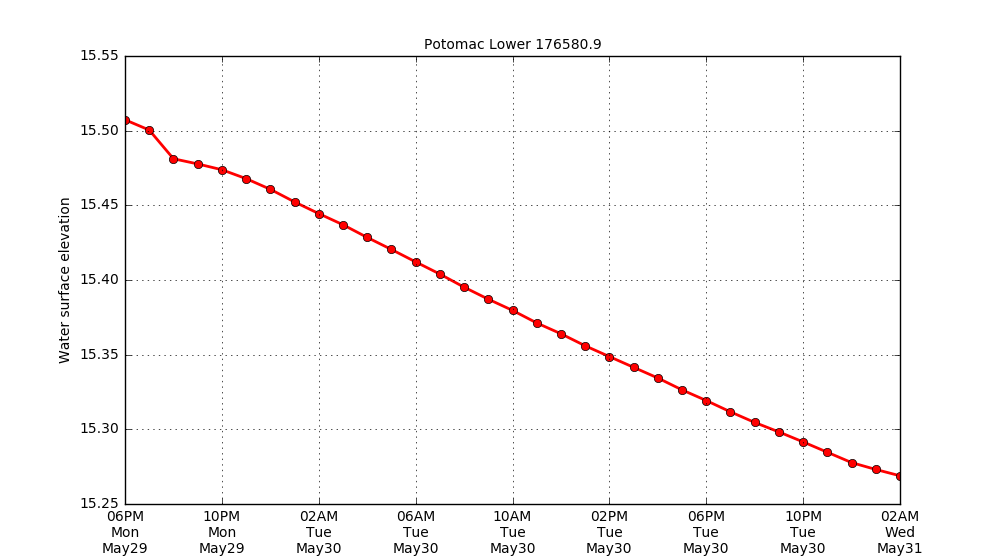 Potomac Lower 176580.9
15.55
15.50
15.45
15.40
15.35
15.30
15.25
Water surface elevation
06PM 10PM 02AM 06AM 10AM 02PM 06PM 10PM 02AM
Mon Mon Tue Tue Tue Tue Tue Tue Wed
May29 May29 May30 May30 May30 May30 May30 May30 May31